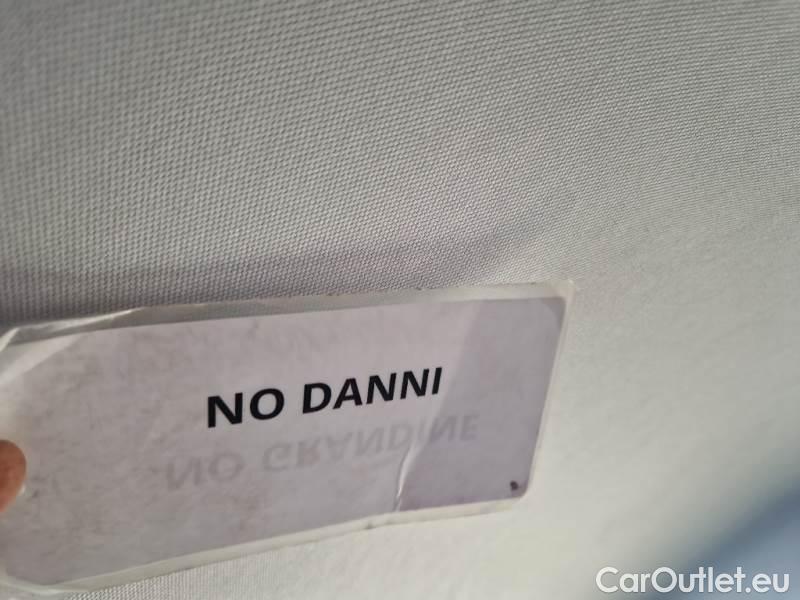 NO DANNI
NO GRANDINE
CarOutlet.eu